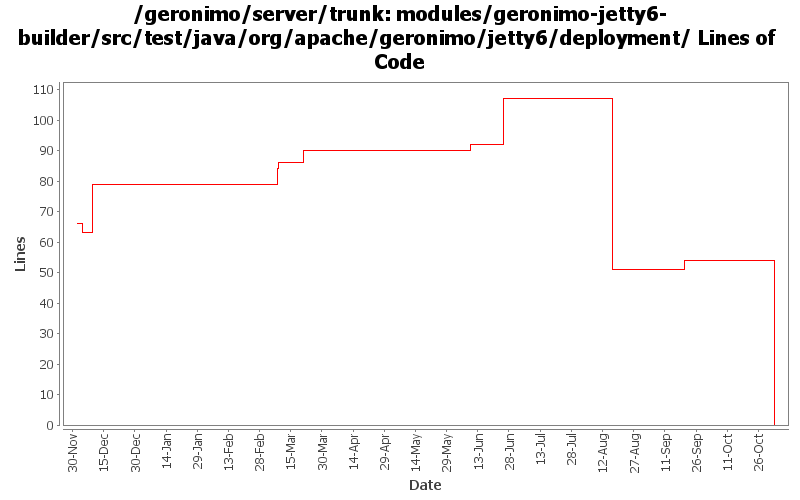 /geronimo/server/trunk: modules/geronimo-jetty6-
builder/src/test/java/org/apache/geronimo/jetty6/deployment/ Lines of
Code
110
100
90
80
70
60
50
40
30
20
10
0
Lines
30-Nov
15-Dec
30-Dec
14-Jan
29-Jan
13-Feb
28-Feb
15-Mar
30-Mar
14-Apr
29-Apr
14-May
29-May
13-Jun
28-Jun
13-Jul
28-Jul
12-Aug
27-Aug
11-Sep
26-Sep
11-Oct
26-Oct
Date